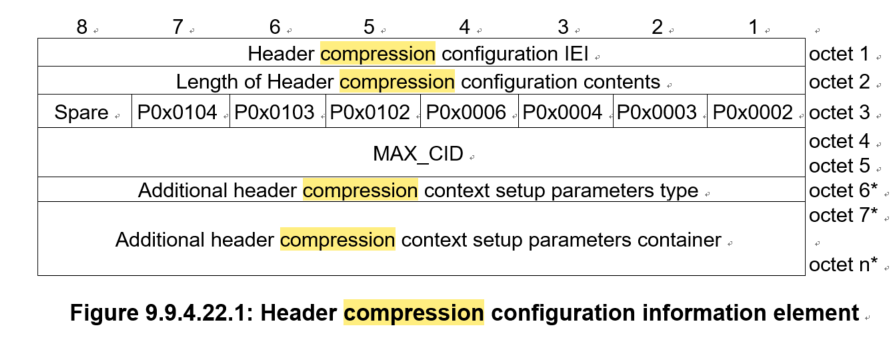 8 7 6 5 4 3 2 1
Header compression configuration IEI octet 1
Length of Header compression configuration contents octet 2
Spare P0x0104 P0x0103 P0x0102 P0x0006 P0x0004 P0x0003 P0x0002 octet 3
octet 4
MAX_CID
octet 5
Additional header compression context setup parameters type octet 6*
octet 7*
Additional header compression context setup parameters container
octet n*
Figure 9.9.4.22.1: Header compression configuration information element